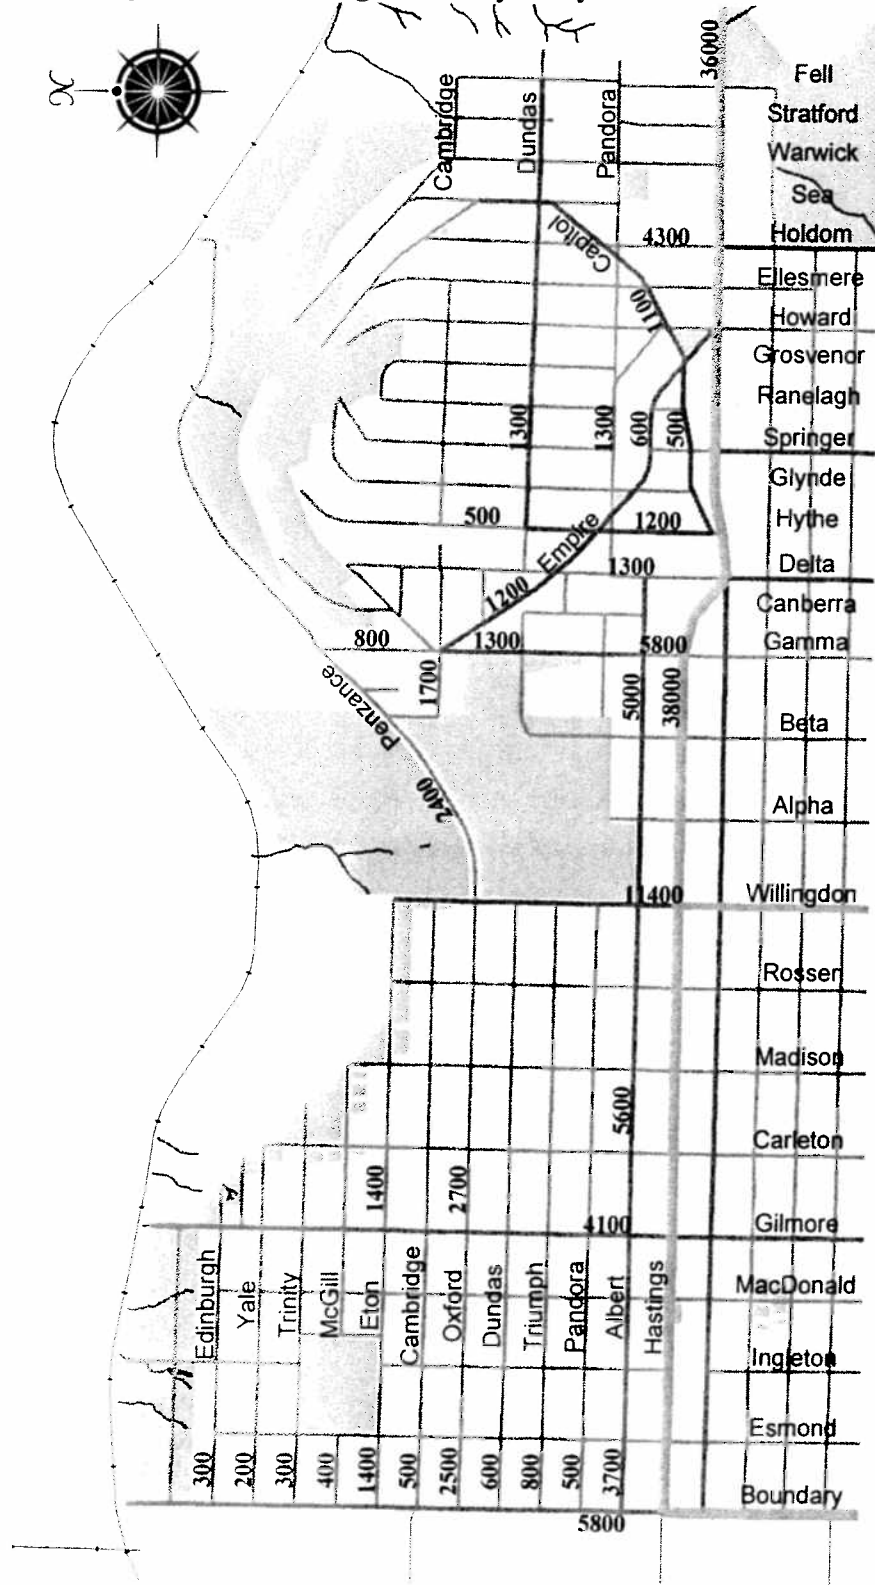 N
36000
Fell
Stratford
Warwick
Sea
Holdom
Ellesmere
Howard
Grosvenor
Ranelagh
Springer
Glynde
Hythe
Delta
Canberra
Gamma
Beta
Alpha
Willingdon
Rosser
Madison
Carleton
Gilmore
MacDonald
Ingleton
Esmond
Boundary
Cambridge
Dundas
Pandora
Capitol
4300
1100
1300
1300
600
500
500
Empire
1200
1200
1300
800
1300
5800
1700
5000
38000
Penzance
2400
11400
5600
1400
2700
4100
Edinburgh
Yale
Trinity
McGill
Eton
Cambridge
Oxford
Dundas
Triumph
Pandora
Albert
Hastings
300
200
300
400
1400
500
2500
600
800
500
3700
5800